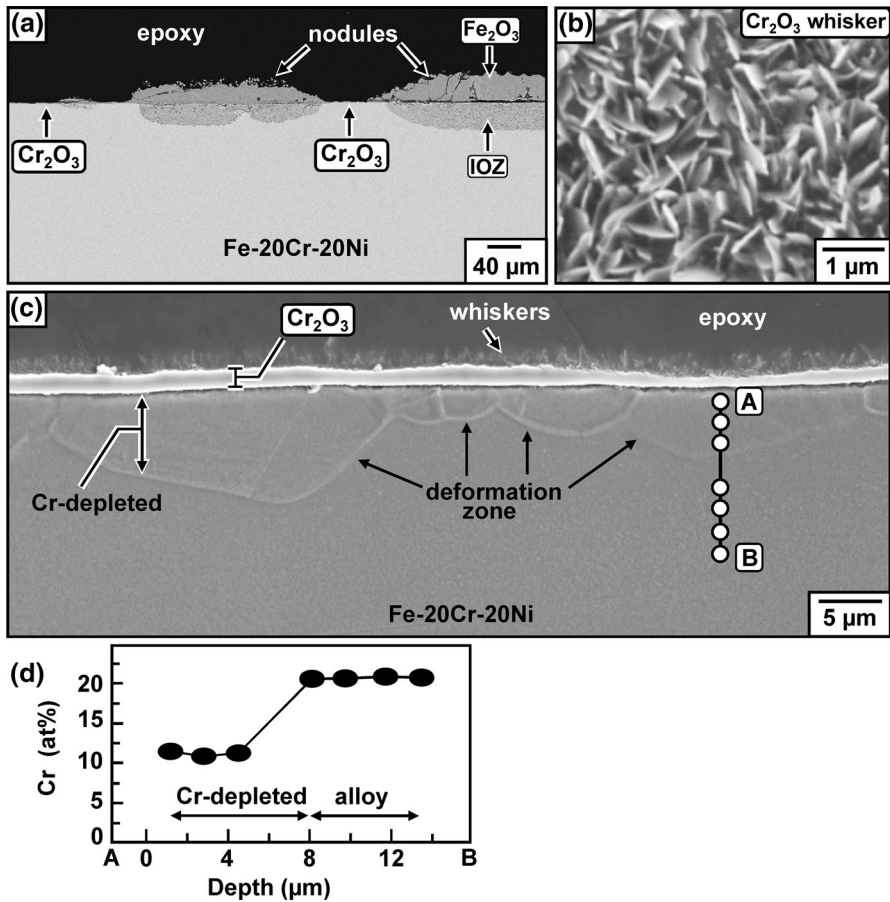 (a)
epoxy
nodules
Fe₂O₃
Cr₂O₃
Cr₂O₃
IOZ
Fe-20Cr-20Ni
40 µm
(b)
Cr₂O₃ whisker
1 µm
(c)
Cr₂O₃
whiskers
epoxy
A
Cr-depleted
deformation
zone
B
Fe-20Cr-20Ni
5 µm
(d)
Cr (at%)
20
15
10
5
0
Cr-depleted
alloy
A
0
4
8
12
B
Depth (µm)